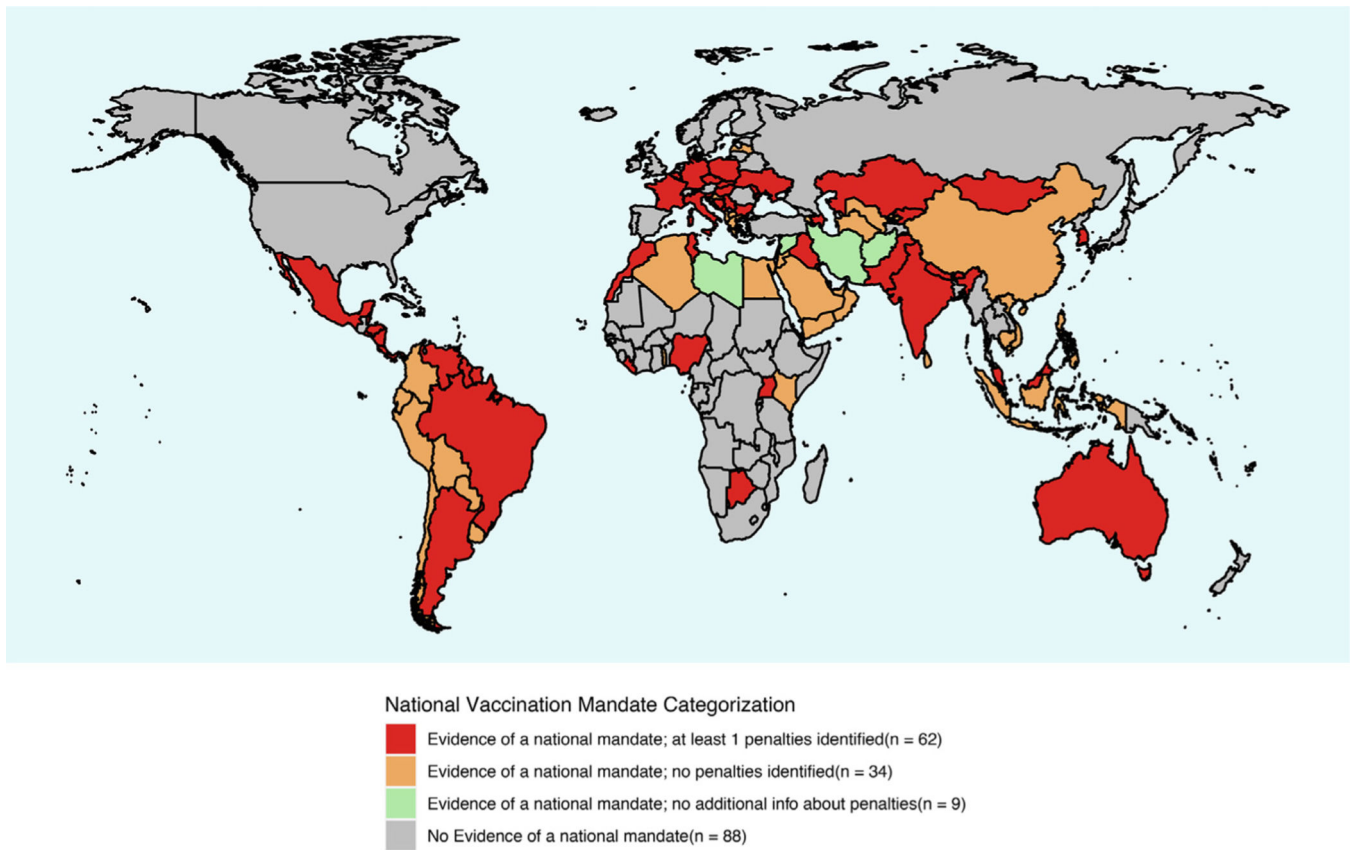 National Vaccination Mandate Categorization
Evidence of a national mandate; at least 1 penalties identified(n = 62)
Evidence of a national mandate; no penalties identified(n = 34)
Evidence of a national mandate; no additional info about penalties(n = 9)
No Evidence of a national mandate(n = 88)